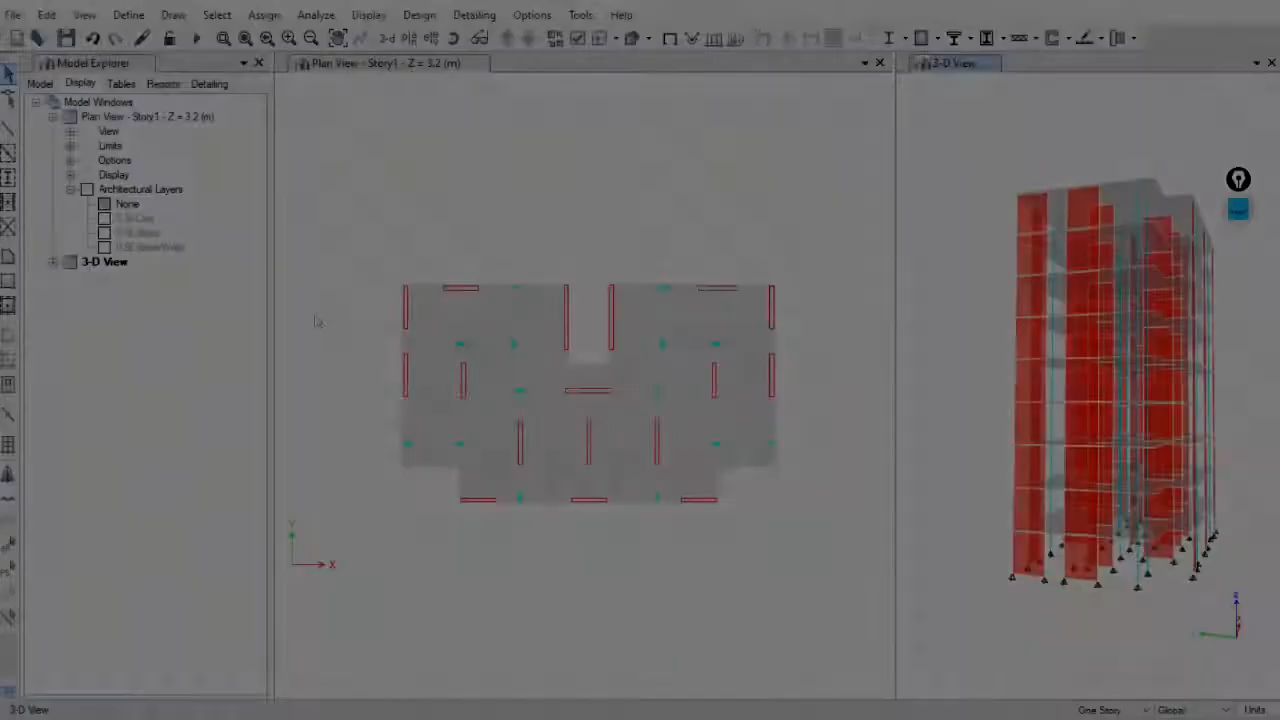 File Edit View Define Draw Select Assign Analyze Display Design Detailing Options Tools Help
3-d
Model Explorer
Plan View - Story1 - Z = 3.2 (m)
3-D View
Model Display Tables Reports Detailing
Model Windows
Plan View - Story1 - Z = 3.2 (m)
View
Limits
Options
Display
Architectural Layers
None
3-D View
Y
X
3-D View
One Story
Global
Units